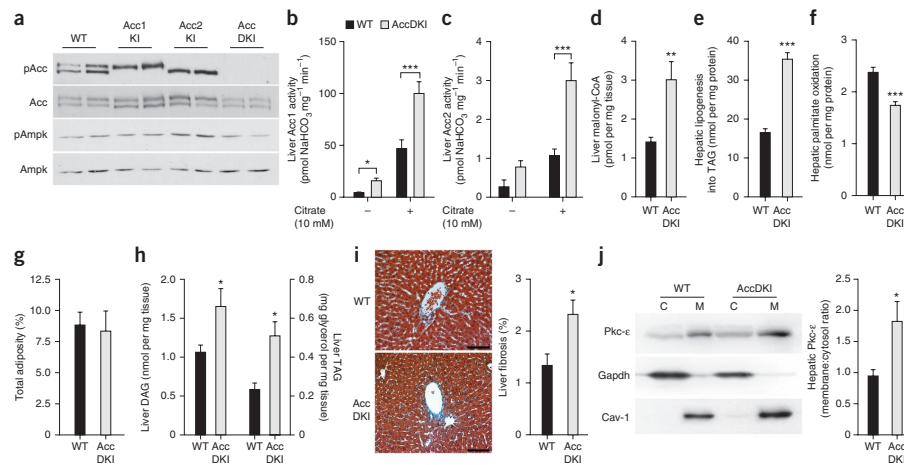 a
WT
Acc1 KI
Acc2 KI
Acc DKI
pAcc
Acc
pAmpk
Ampk
b
WT
AccDKI
Liver Acc1 activity
(pmol NaHCO3 mg−1 min−1)
150
100
50
0
*
***
Citrate
(10 mM)
–
+
c
Liver Acc2 activity
(pmol NaHCO3 mg−1 min−1)
4
3
2
1
0
***
Citrate
(10 mM)
–
+
d
Liver malonyl-CoA
(pmol per mg tissue)
4
3
2
1
0
**
WT
Acc
DKI
e
Hepatic lipogenesis
into TAG (nmol per mg protein)
40
30
20
10
0
***
WT
Acc
DKI
f
Hepatic palmitate oxidation
(nmol per mg protein)
3
2
1
0
***
WT
Acc
DKI
g
Total adiposity (%)
12.5
10.0
7.5
5.0
2.5
0
WT
Acc
DKI
h
Liver DAG (nmol per mg tissue)
2.0
1.5
1.0
0.5
0
*
*
0.8
0.6
0.4
0.2
0
Liver TAG
(mg glycerol per mg tissue)
WT
Acc
DKI
WT
Acc
DKI
i
WT
Acc
DKI
Liver fibrosis (%)
3
2
1
0
*
WT
Acc
DKI
j
WT
AccDKI
C
M
C
M
Pkc-ε
Gapdh
Cav-1
Hepatic Pkc-ε
(membrane:cytosol ratio)
2.5
2.0
1.5
1.0
0.5
0
*
WT
Acc
DKI